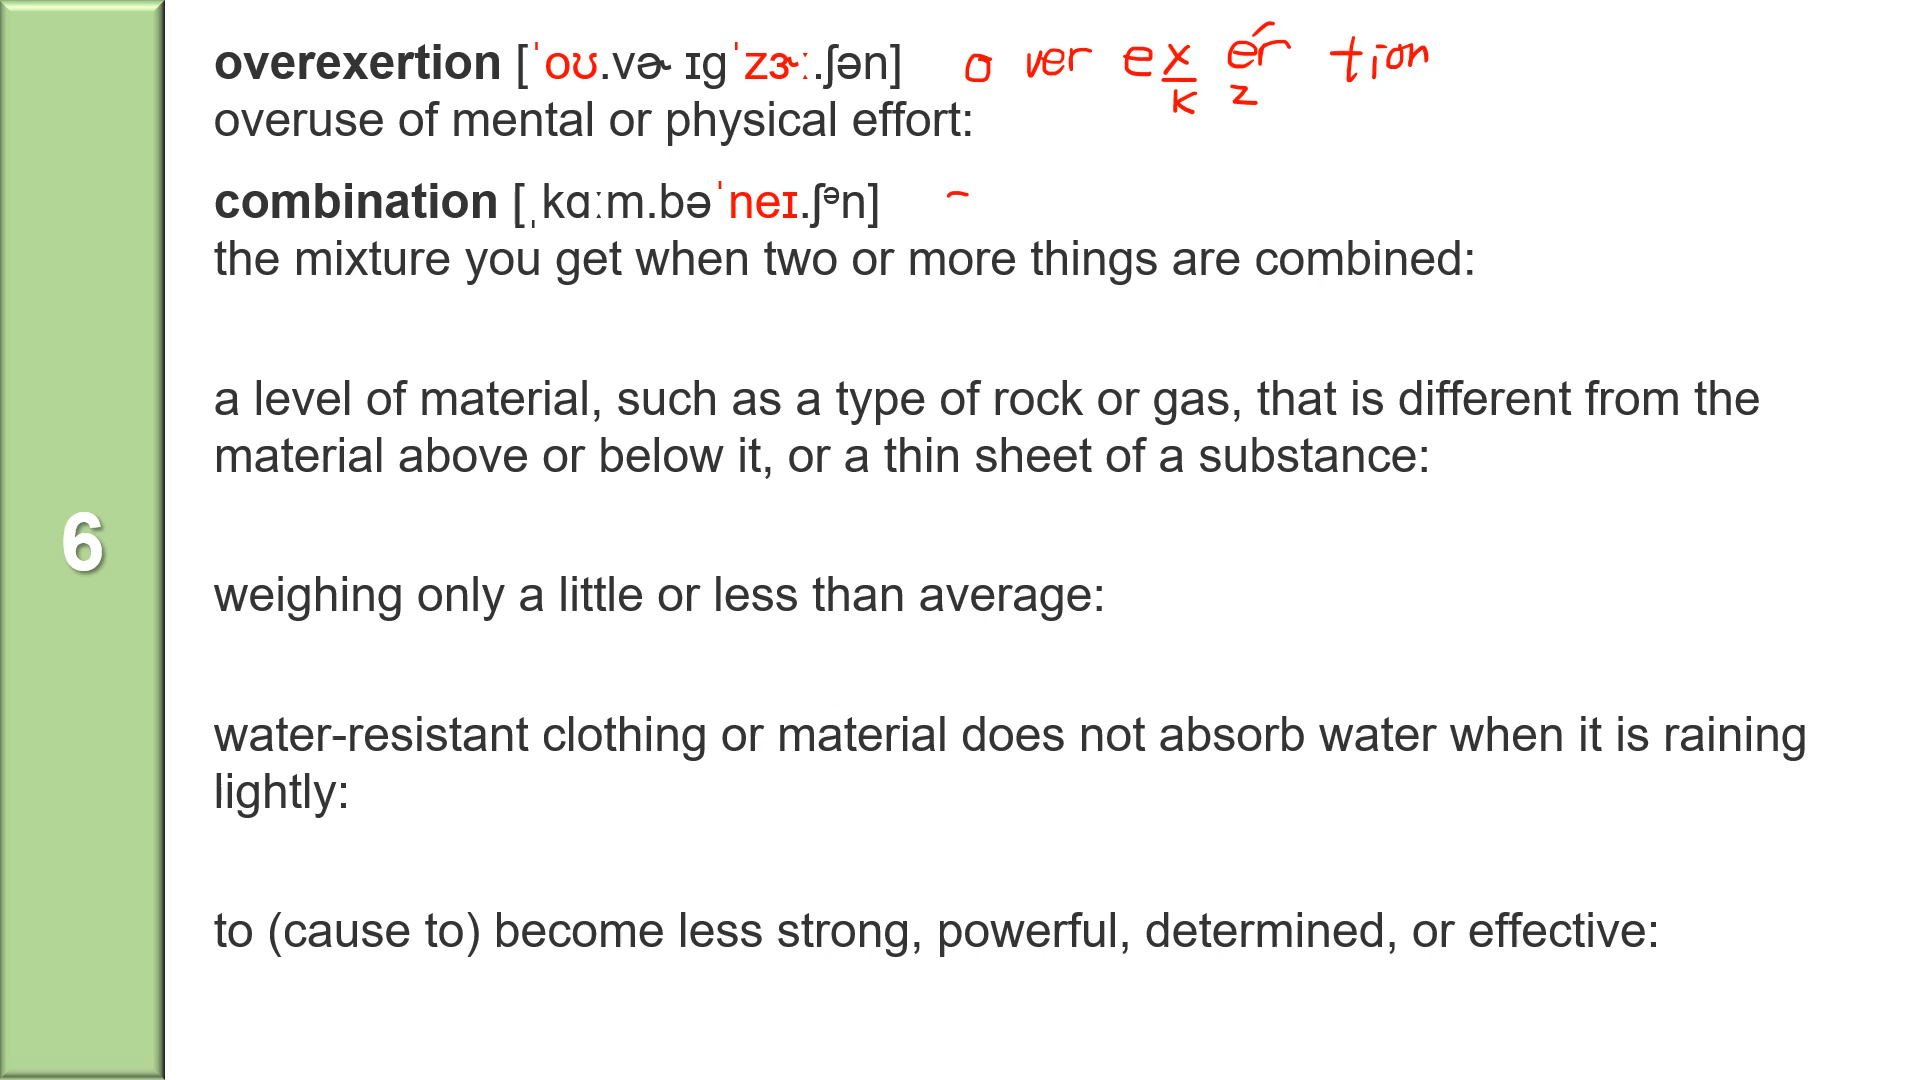 overexertion [ˈoʊ.vɚ ɪgˈzɝː.ʃən] o ver ex ér tion
k z
overuse of mental or physical effort:
combination [ˌkɑːm.bəˈneɪ.ʃᵊn]
the mixture you get when two or more things are combined:
a level of material, such as a type of rock or gas, that is different from the
material above or below it, or a thin sheet of a substance:
6
weighing only a little or less than average:
water-resistant clothing or material does not absorb water when it is raining
lightly:
to (cause to) become less strong, powerful, determined, or effective: